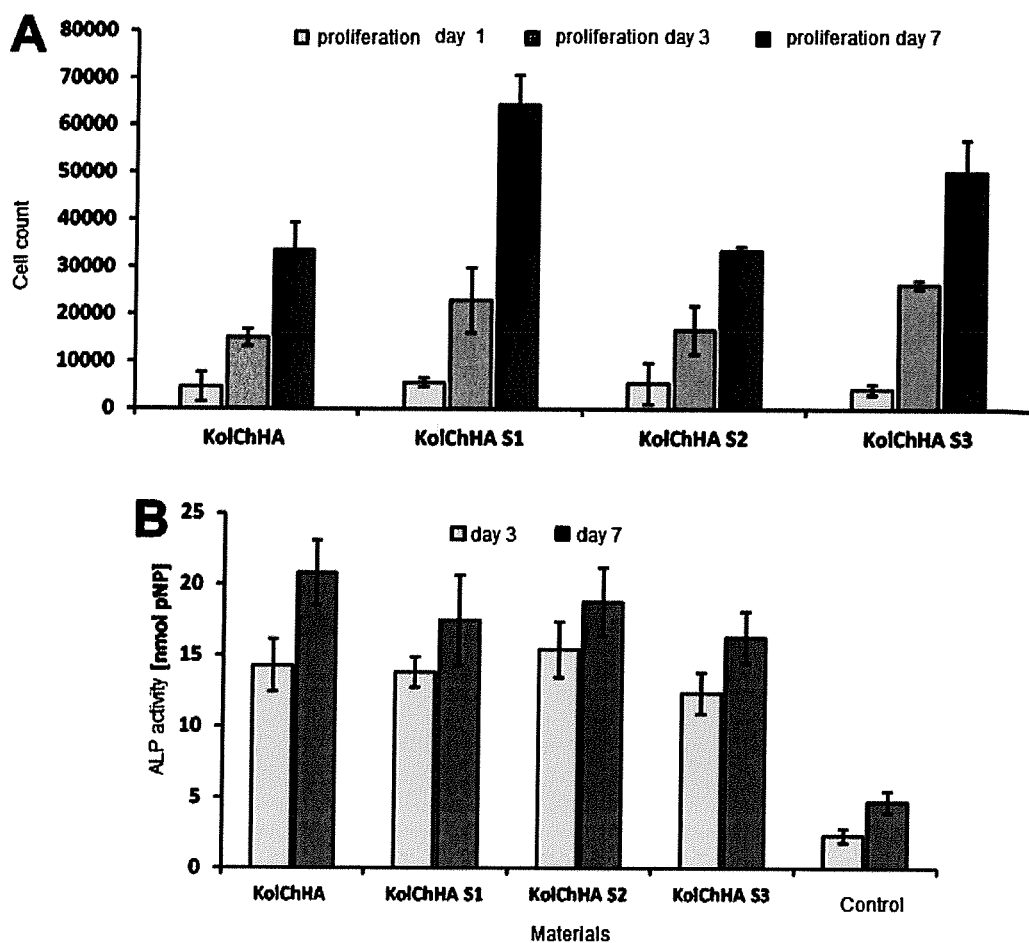 A
80000
70000
60000
50000
40000
30000
20000
10000
0
Cell count
proliferation day 1 proliferation day 3 proliferation day 7
KolChHA KolChHA S1 KolChHA S2 KolChHA S3
B
25
20
15
10
5
0
ALP activity [nmol pNP]
day 3 day 7
KolChHA KolChHA S1 KolChHA S2 KolChHA S3 Control
Materials